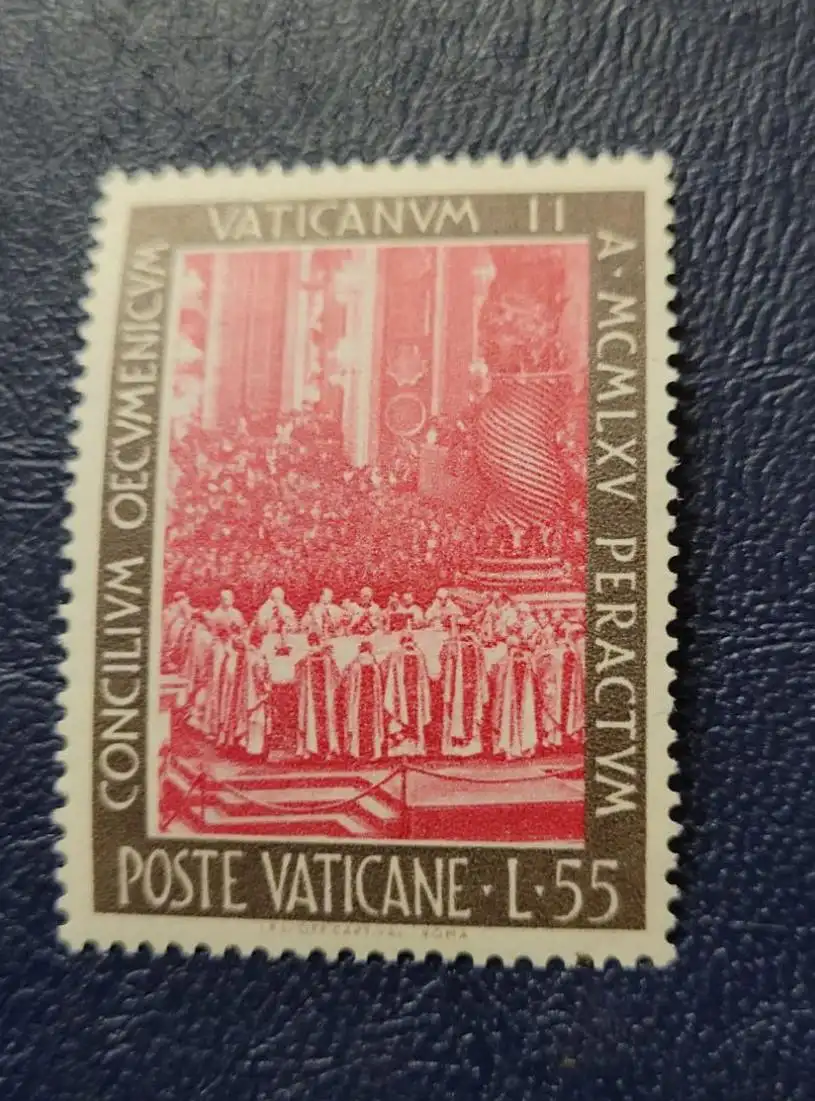 CONCILIVM OECVMENICVM
VATICANVM II
A·MCMLXV PERACTVM
POSTE VATICANE·L·55